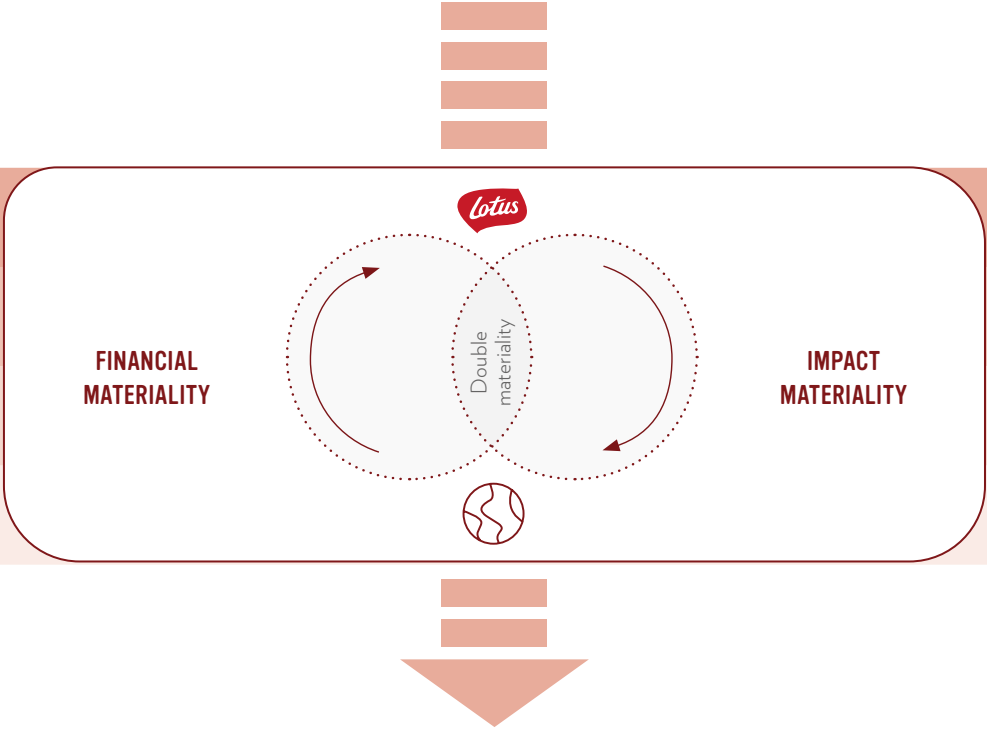 Lotus
FINANCIAL
MATERIALITY
Double
materiality
IMPACT
MATERIALITY